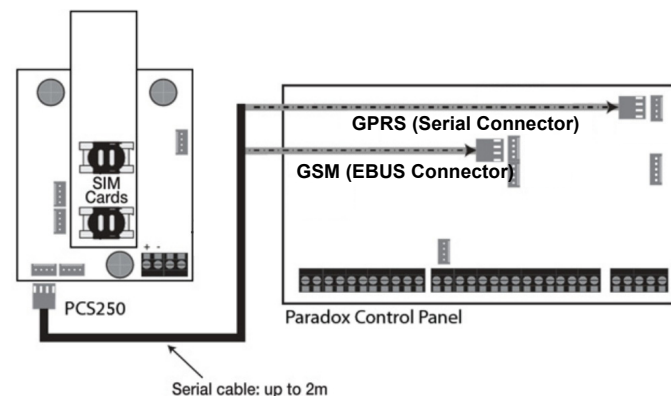 GPRS (Serial Connector)
GSM (EBUS Connector)
SIM
Cards
+ -
PCS250
Paradox Control Panel
Serial cable: up to 2m